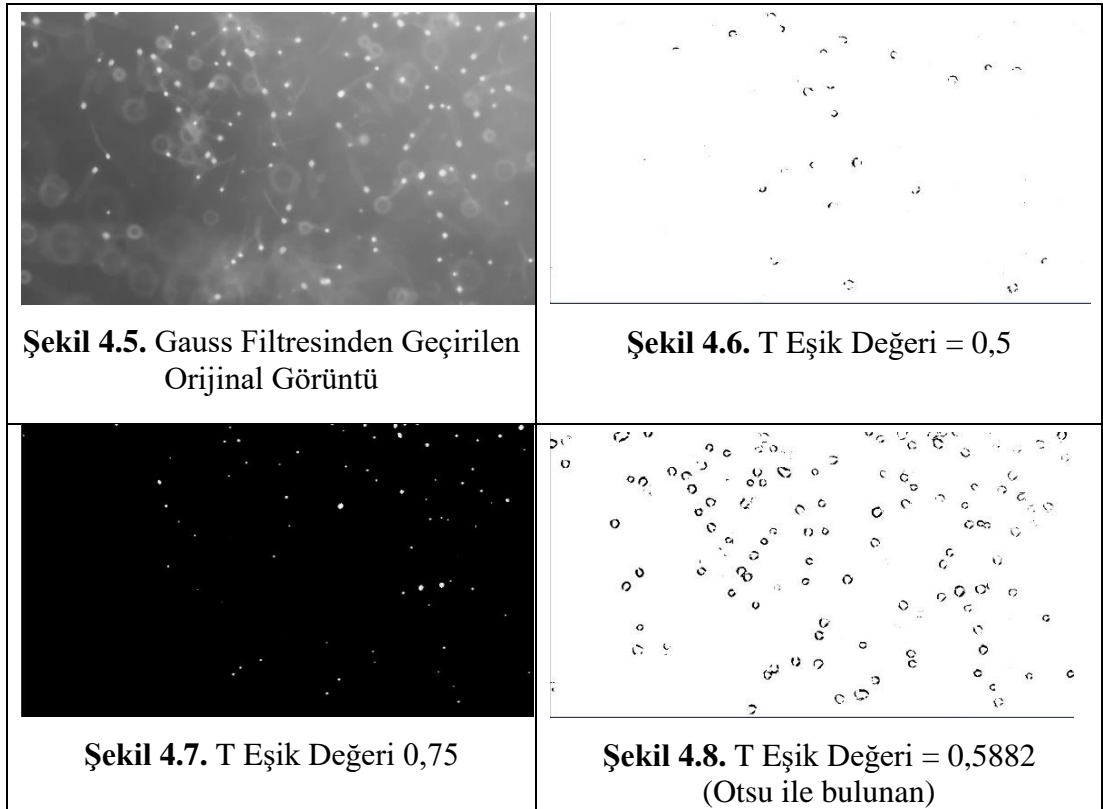 Şekil 4.5. Gauss Filtresinden Geçirilen
Orijinal Görüntü
Şekil 4.6. T Eşik Değeri = 0,5
Şekil 4.7. T Eşik Değeri 0,75
Şekil 4.8. T Eşik Değeri = 0,5882
(Otsu ile bulunan)